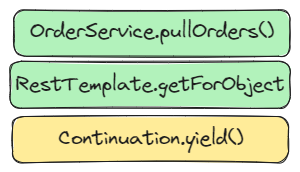 OrderService.pullOrders()
RestTemplate.getForObject
Continuation.yield()